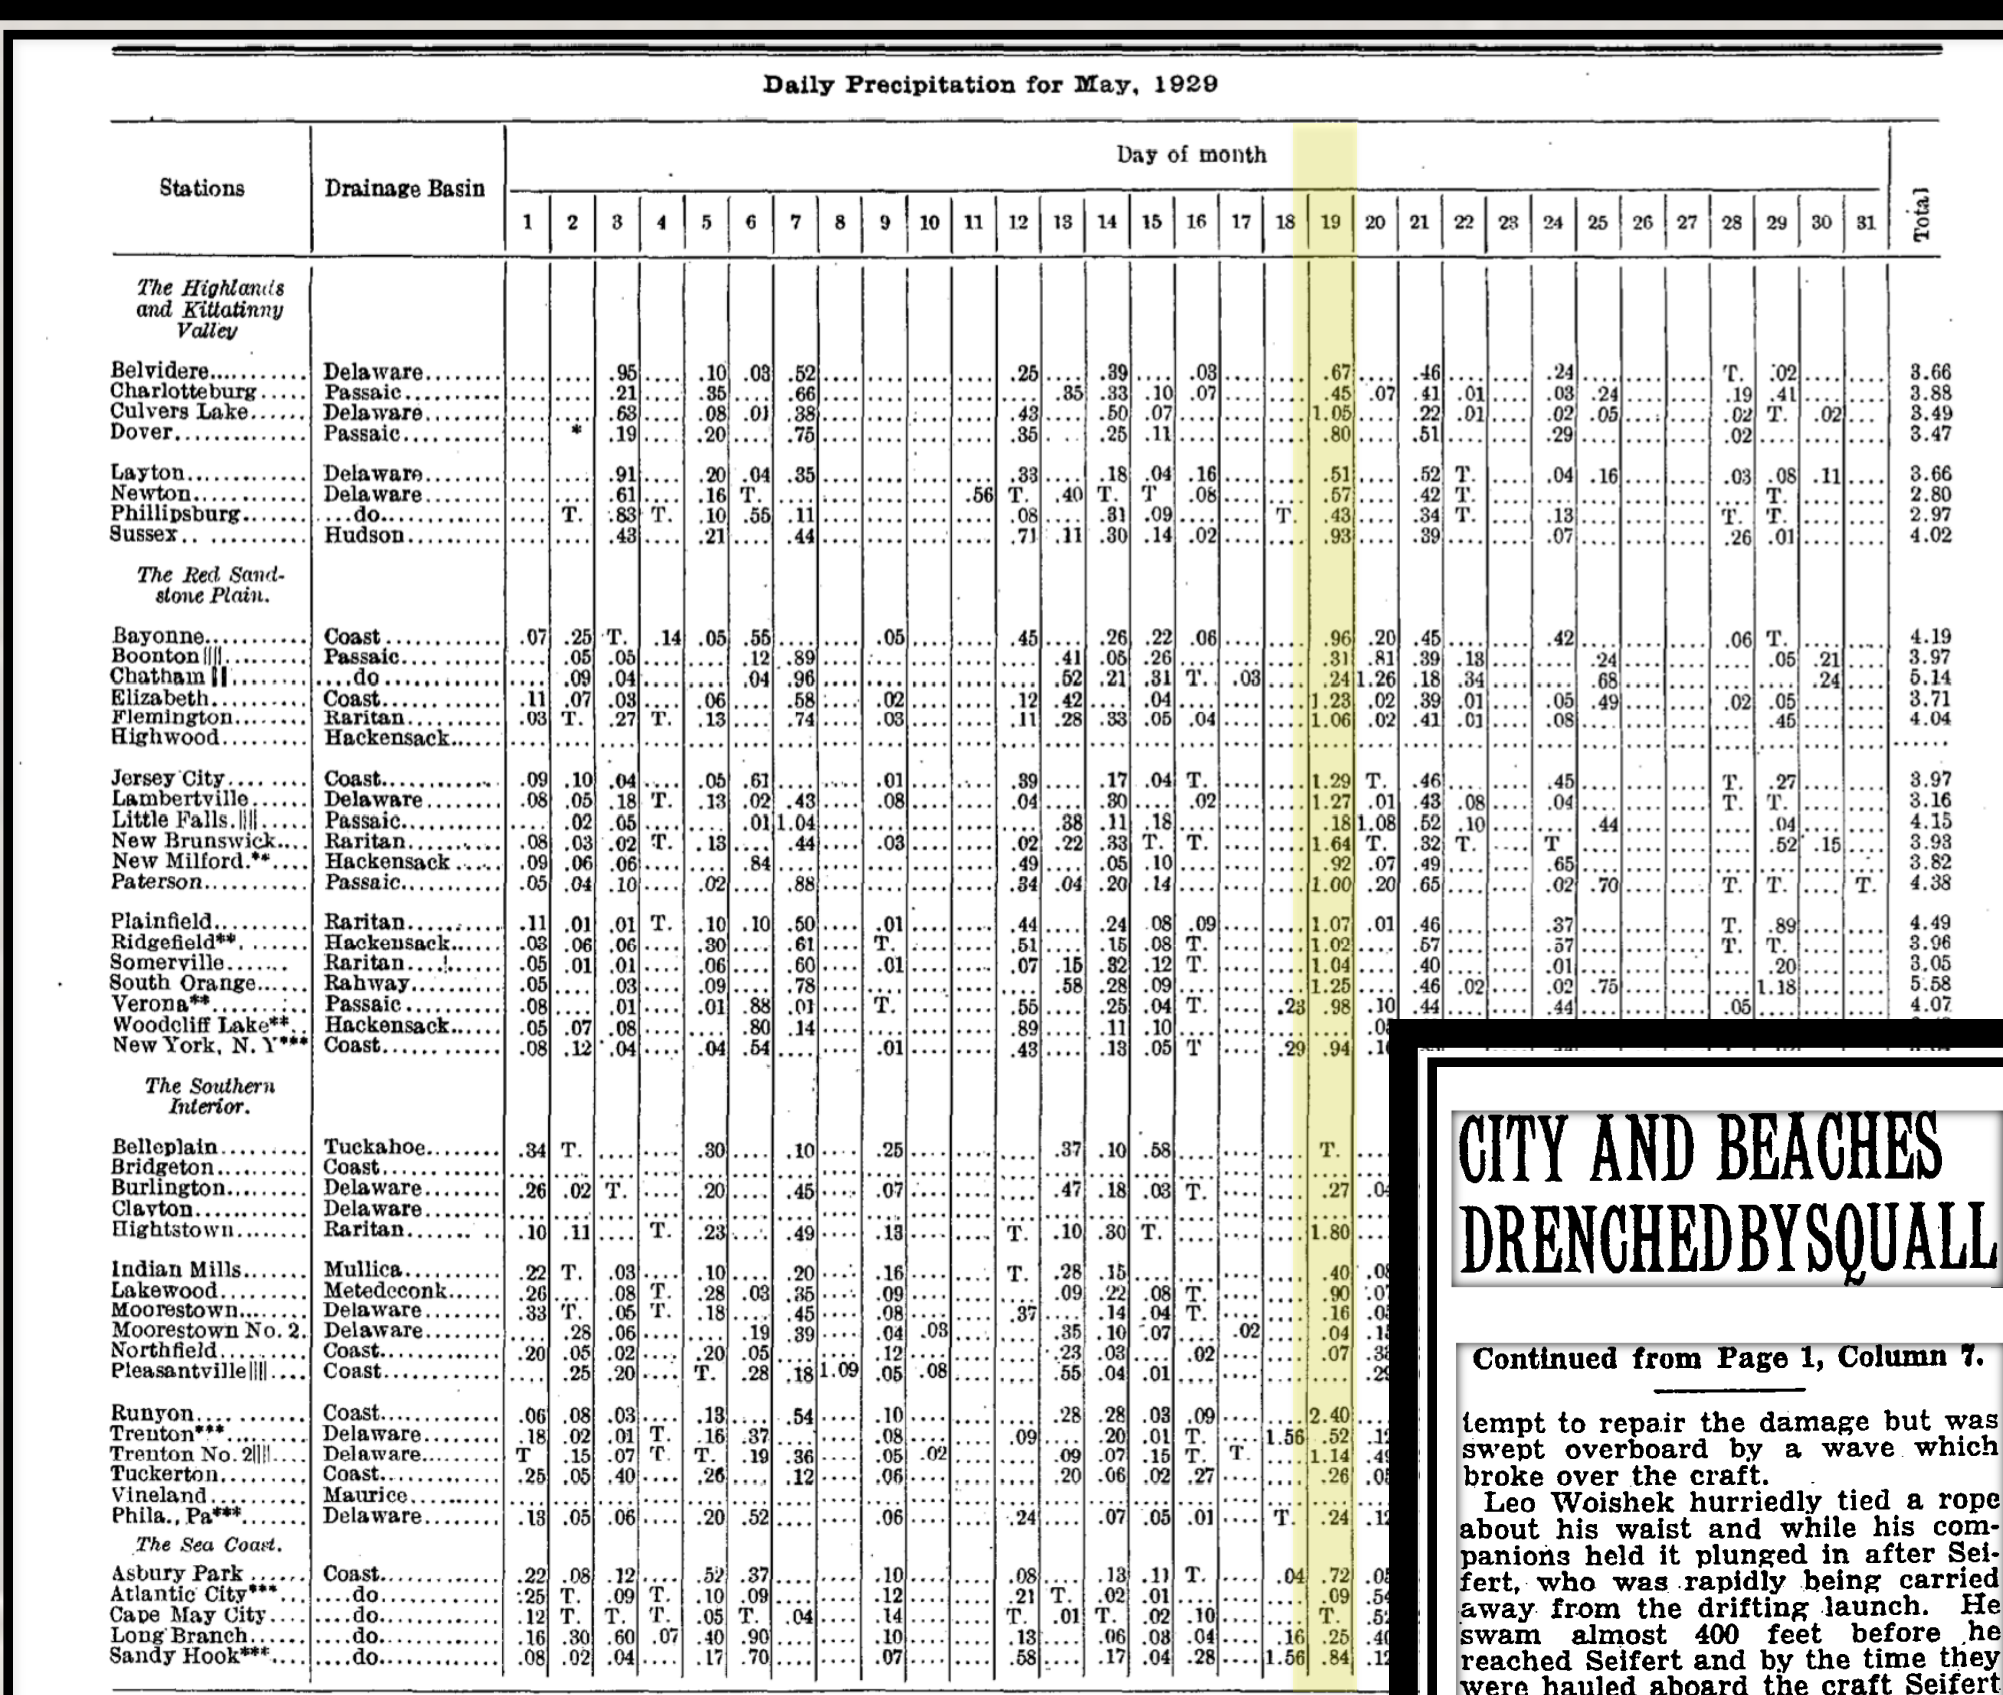 Daily Precipitation for May, 1929
Stations Drainage Basin Day of month Total
1 2 3 4 5 6 7 8 9 10 11 12 13 14 15 16 17 18 19 20 21 22 23 24 25 26 27 28 29 30 31
The Highlands
and Kittatinny
Valley
Belvidere Delaware .95 .10 .03 .52 .25 .39 .03 .67 .46 .24 T. .02 3.66
Charlotteburg Passaic .21 .35 .66 .35 .33 .10 .07 .45 .07 .41 .01 .03 .24 .19 .41 3.88
Culvers Lake Delaware .63 .08 .01 .38 .43 .50 .07 1.05 .22 .01 .02 .05 .02 T. .02 3.49
Dover Passaic * .19 .20 .75 .35 .25 .11 .80 .51 .29 .02 3.47
Layton Delaware .91 .20 .04 .35 .33 .18 .04 .16 .51 .52 T. .04 .16 .03 .08 .11 3.66
Newton Delaware .61 .16 T. .56 T. .40 T. T .08 .57 .42 T. T. 2.80
Phillipsburg ....do. T. .83 T. .10 .55 .11 .08 .31 .09 T. .43 .34 T. .13 T. T. 2.97
Sussex Hudson .43 .21 .44 .71 .11 .30 .14 .02 .93 .39 .07 .26 .01 4.02
The Red Sand-
stone Plain.
Bayonne Coast .07 .25 T. .14 .05 .55 .05 .45 .26 .22 .06 .96 .20 .45 .42 .06 T. 4.19
Boonton|||| Passaic .05 .05 .12 .89 .41 .05 .26 .31 .81 .39 .13 .24 .05 .21 3.97
Chatham || ....do .09 .04 .04 .96 .52 .21 .31 T. .03 .24 1.26 .18 .34 .68 .24 5.14
Elizabeth Coast .11 .07 .03 .06 .58 .02 .12 .42 .04 1.23 .02 .39 .01 .05 .49 .02 .05 3.71
Flemington Raritan .03 T. .27 T. .13 .74 .03 .11 .28 .33 .05 .04 1.06 .02 .41 .01 .08 .45 4.04
Highwood Hackensack
Jersey City Coast .09 .10 .04 .05 .61 .01 .39 .17 .04 T. 1.29 T. .46 .45 T. .27 3.97
Lambertville Delaware .08 .05 .18 T. .13 .02 .43 .08 .04 .30 .02 1.27 .01 .43 .08 .04 T. T. 3.16
Little Falls.|||| Passaic .02 .05 .01 1.04 .38 .11 .18 .18 1.08 .52 .10 .44 .04 4.15
New Brunswick Raritan .08 .03 .02 T. .13 .44 .03 .02 .22 .33 T. T. 1.64 T. .32 T. T .52 .15 3.93
New Milford.** Hackensack .09 .06 .06 .84 .49 .05 .10 .92 .07 .49 .65 3.82
Paterson Passaic .05 .04 .10 .02 .88 .34 .04 .20 .14 1.00 .20 .65 .02 .70 T. T. T. 4.38
Plainfield Raritan .11 .01 .01 T. .10 .10 .50 .01 .44 .24 .08 .09 1.07 .01 .46 .37 T. .89 4.49
Ridgefield** Hackensack .03 .06 .06 .30 .61 T. .51 .15 .08 T. 1.02 .57 .57 T. T. 3.96
Somerville Raritan .05 .01 .01 .06 .60 .01 .07 .15 .32 .12 T. 1.04 .40 .01 .20 3.05
South Orange Rahway .05 .03 .09 .78 .58 .28 .09 1.25 .46 .02 .02 .75 1.18 5.58
Verona** Passaic .08 .01 .01 .88 .01 T. .55 .25 .04 T. .23 .98 .10 .44 .44 .05 4.07
Woodcliff Lake** Hackensack .05 .07 .08 .80 .14 .89 .11 .10
New York, N. Y*** Coast .08 .12 .04 .04 .54 .01 .43 .13 .05 T .29 .94
The Southern
Interior.
Belleplain Tuckahoe .34 T. .30 .10 .25 .37 .10 .58 T.
Bridgeton Coast
Burlington Delaware .26 .02 T. .20 .45 .07 .47 .18 .03 T. .27
Clayton Delaware
Hightstown Raritan .10 .11 T. .23 .49 .13 T. .10 .30 T. 1.80
Indian Mills Mullica .22 T. .03 .10 .20 .16 T. .28 .15 .40
Lakewood Metedeconk .26 .08 T. .28 .03 .35 .09 .09 .22 .08 T. .90
Moorestown Delaware .33 T. .05 T. .18 .45 .08 .37 .14 .04 T. .16
Moorestown No. 2. Delaware .28 .06 .19 .39 .04 .03 .35 .10 .07 .02 .04
Northfield Coast .20 .05 .02 .20 .05 .12 .23 .03 .02 .07
Pleasantville|||| Coast .25 .20 T. .28 .18 1.09 .05 .08 .55 .04 .01
Runyon Coast .06 .08 .03 .13 .54 .10 .28 .28 .03 .09 2.40
Trenton*** Delaware .18 .02 .01 T. .16 .37 .08 .09 .20 .01 T. 1.56 .52
Trenton No. 2|||| Delaware T .15 .07 T. T. .19 .36 .05 .02 .09 .07 .15 T. T. 1.14
Tuckerton Coast .25 .05 .40 .26 .12 .06 .20 .06 .02 .27 .26
Vineland Maurice
Phila., Pa*** Delaware .13 .05 .06 .20 .52 .06 .24 .07 .05 .01 T. .24
The Sea Coast.
Asbury Park Coast .22 .08 .12 .52 .37 .10 .08 .13 .11 T. .04 .72
Atlantic City*** ....do. .25 T. .09 T. .10 .09 .12 .21 T. .02 .01 .09
Cape May City ....do. .12 T. T. T. .05 T. .04 .14 T. .01 T. .02 .10 T.
Long Branch ....do. .16 .30 .60 .07 .40 .90 .10 .13 .06 .08 .04 .16 .25
Sandy Hook*** ....do. .08 .02 .04 .17 .70 .07 .58 .17 .04 .28 1.56 .84
CITY AND BEACHES
DRENCHED BY SQUALL
Continued from Page 1, Column 7.
tempt to repair the damage but was
swept overboard by a wave which
broke over the craft.
Leo Woishek hurriedly tied a rope
about his waist and while his com-
panions held it plunged in after Sei-
fert, who was rapidly being carried
away from the drifting launch. He
swam almost 400 feet before he
reached Seifert and by the time they
were hauled aboard the craft Seifert